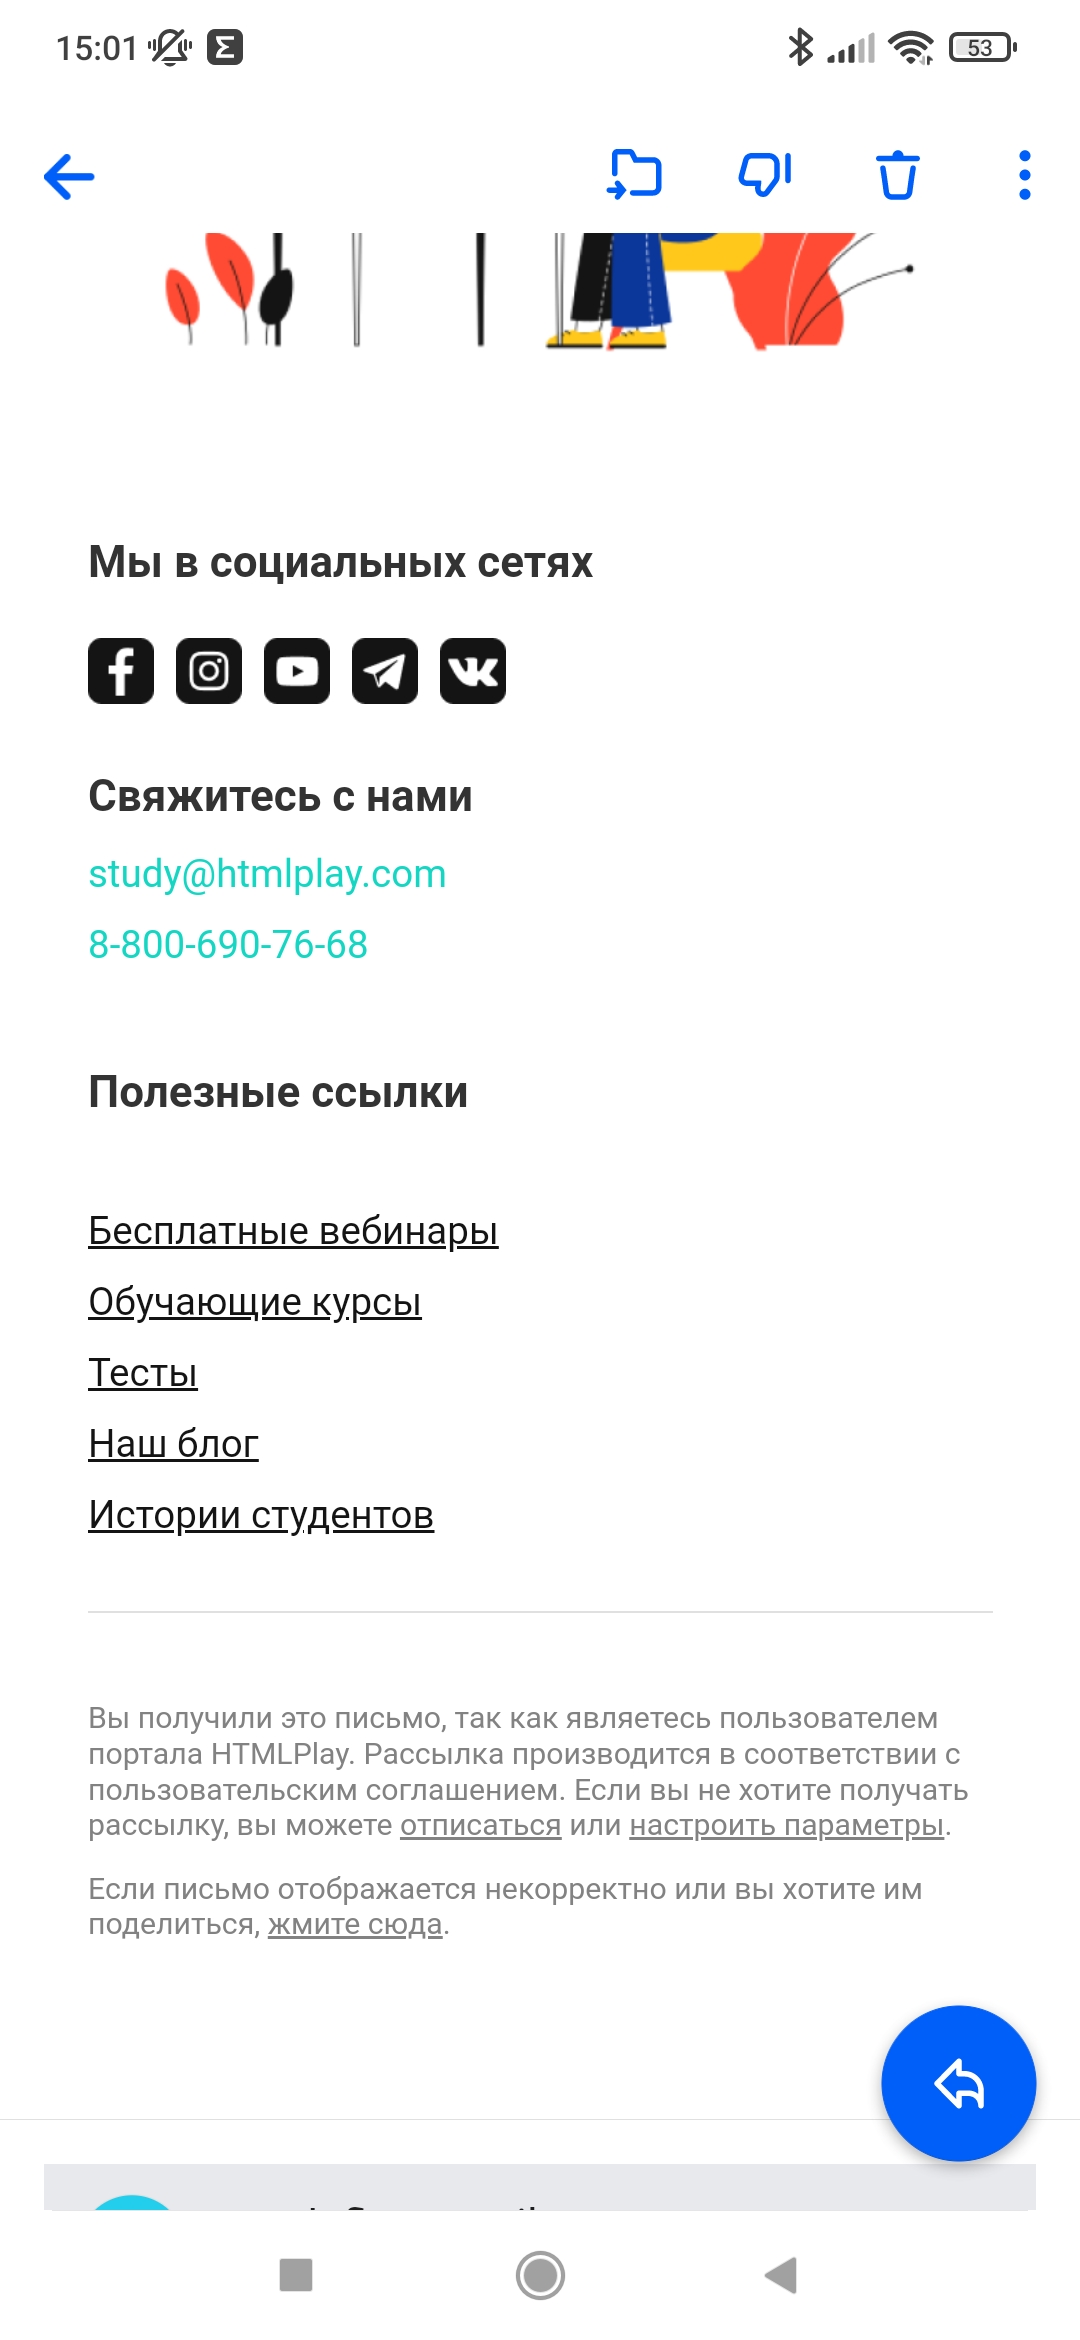 15:01
53
Мы в социальных сетях
Свяжитесь с нами
study@htmlplay.com
8-800-690-76-68
Полезные ссылки
Бесплатные вебинары
Обучающие курсы
Тесты
Наш блог
Истории студентов
Вы получили это письмо, так как являетесь пользователем
портала HTMLPlay. Рассылка производится в соответствии с
пользовательским соглашением. Если вы не хотите получать
рассылку, вы можете отписаться или настроить параметры.
Если письмо отображается некорректно или вы хотите им
поделиться, жмите сюда.